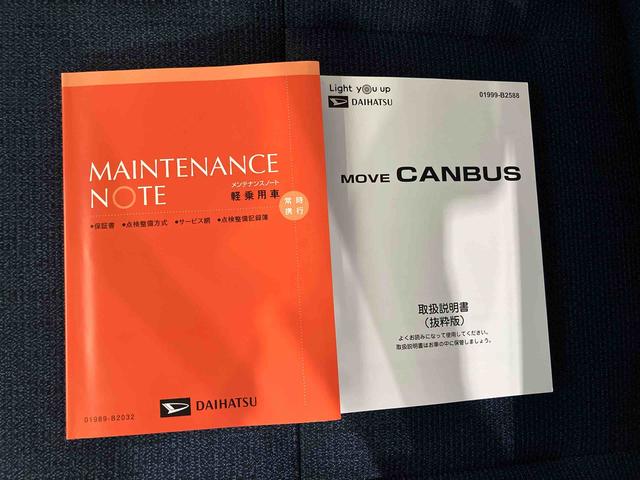 MAINTENANCE
NOTE
メンテナンスノート
軽乗用車
常時
携行
•保証書 •点検整備方式 •サービス網 •点検整備記録簿
DAIHATSU
01989-B2032
Light you up
DAIHATSU
01999-B2588
MOVE CANBUS
取扱説明書
(抜粋版)
よくお読みになって使用してください。
取扱説明書はお車の中に保管しましょう。